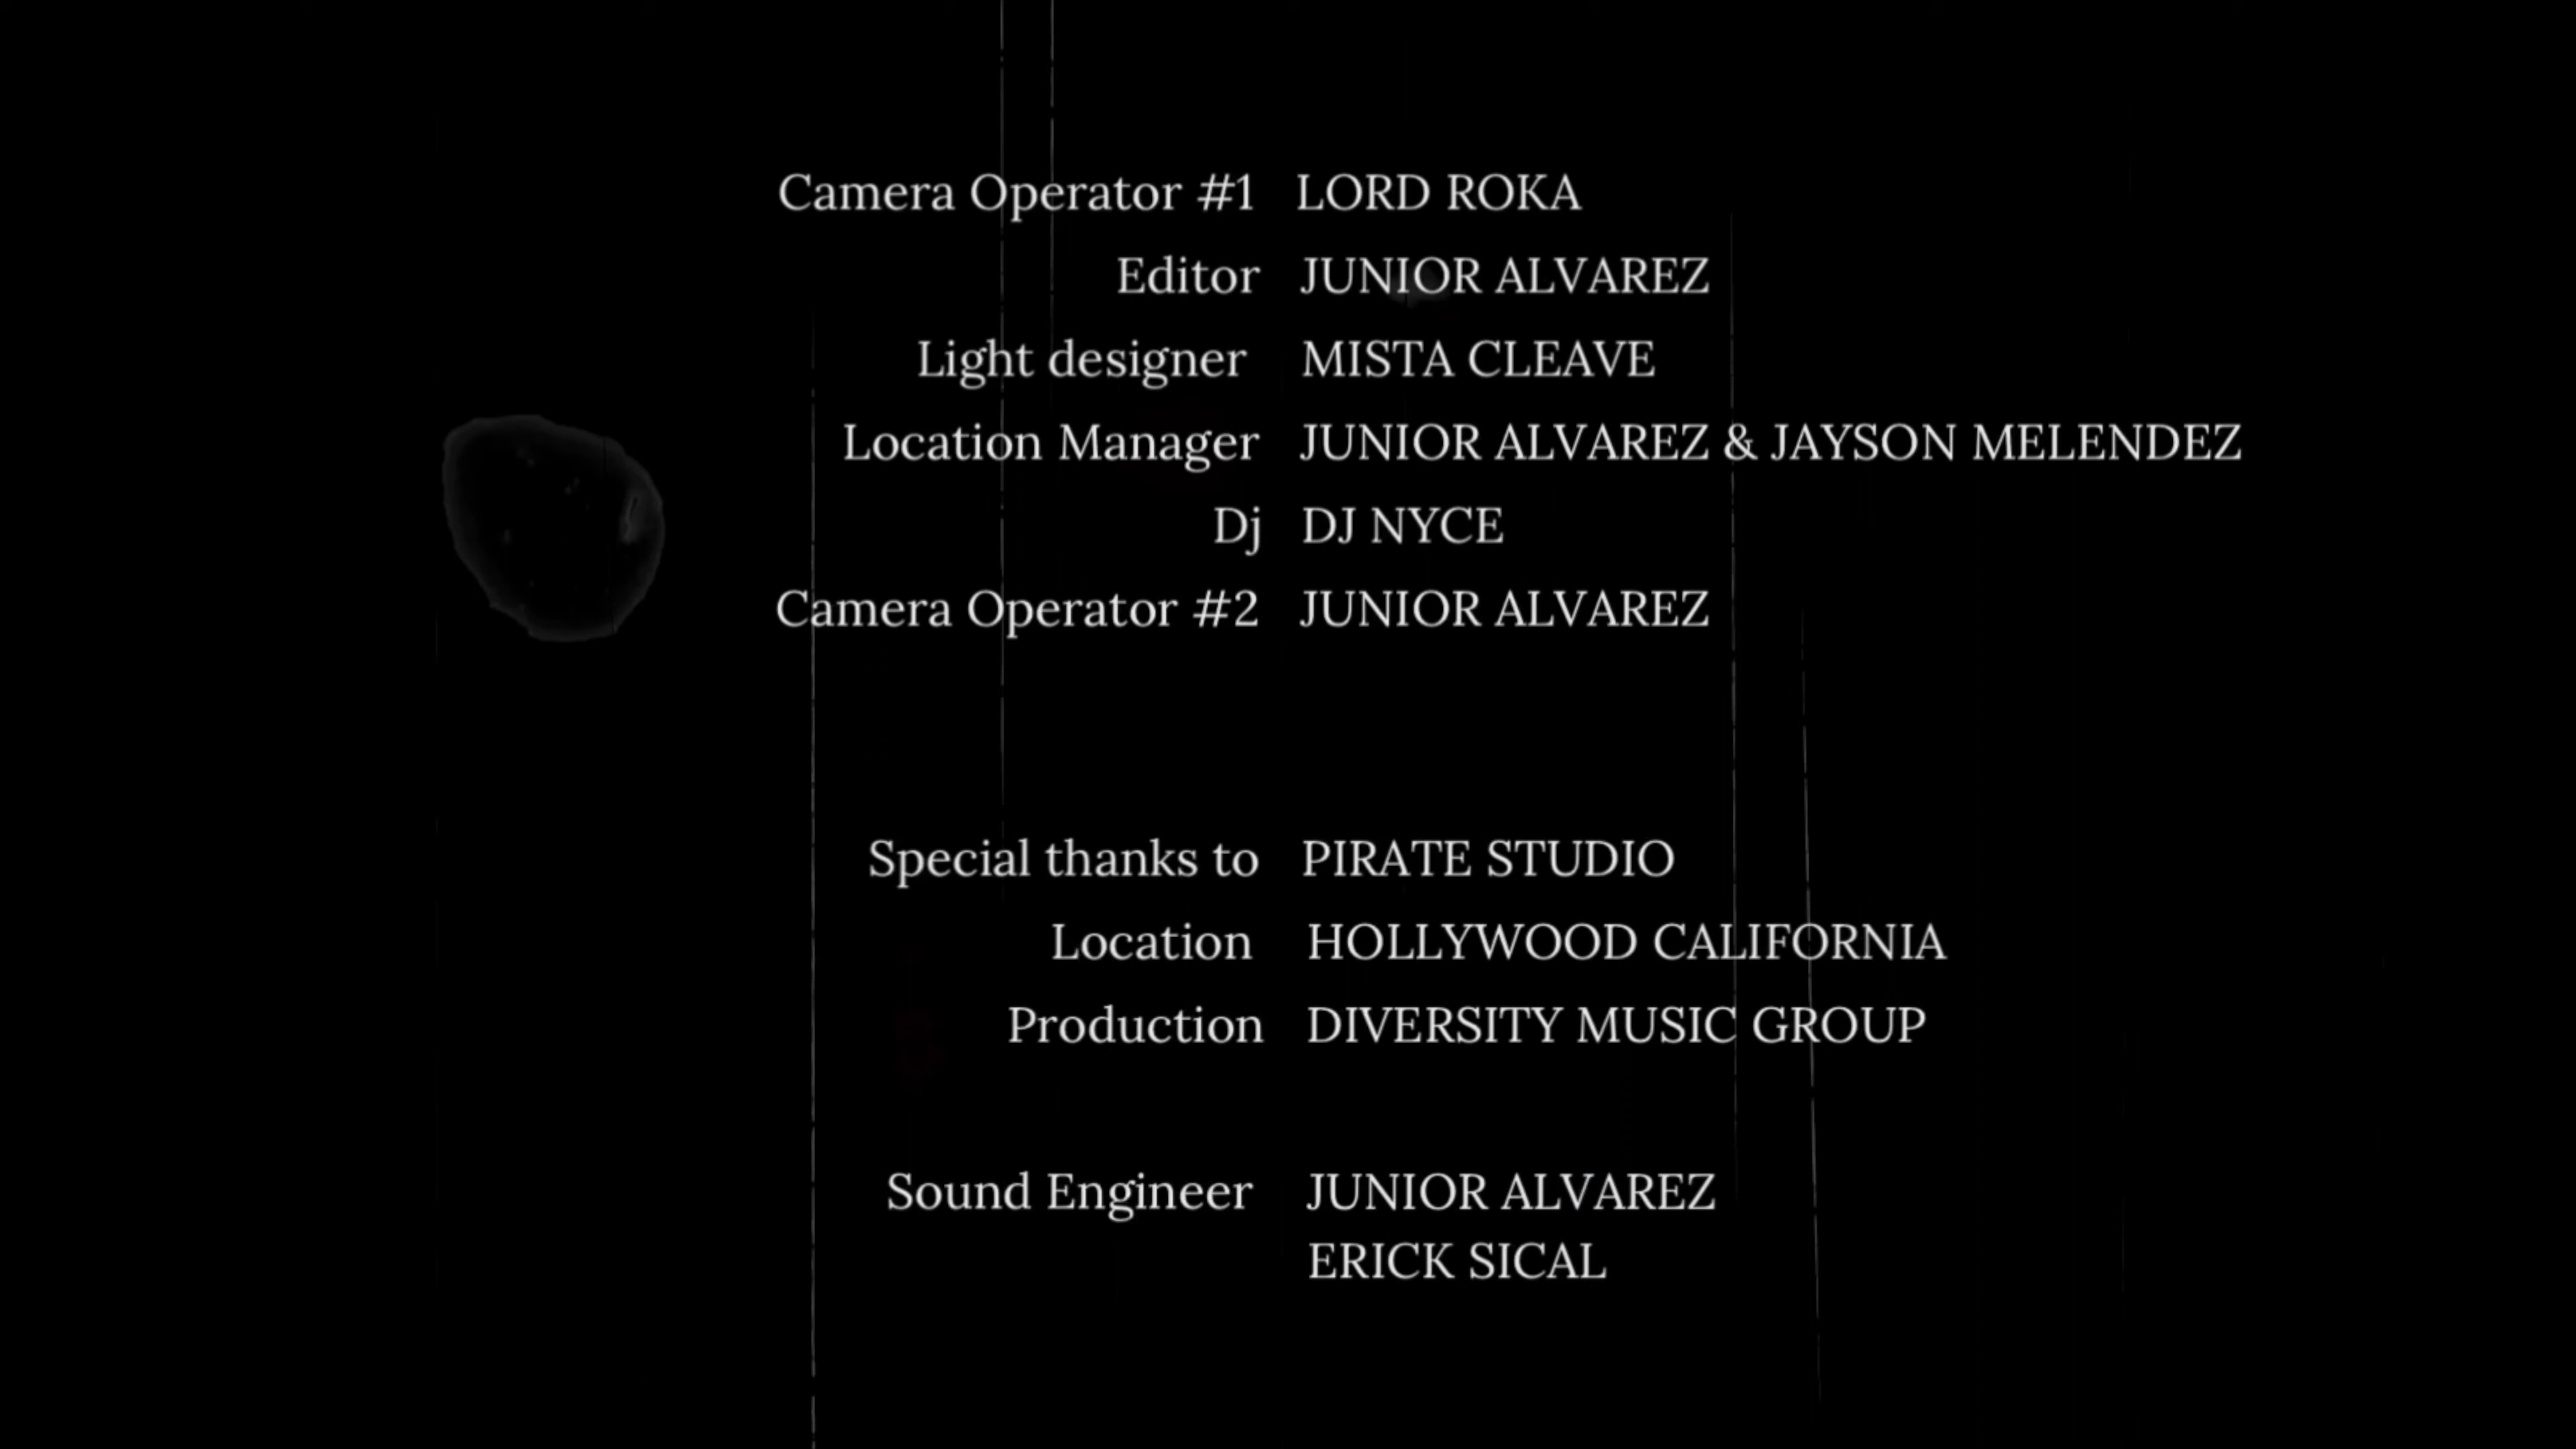 Camera Operator #1 LORD ROKA
Editor JUNIOR ALVAREZ
Light designer MISTA CLEAVE
Location Manager JUNIOR ALVAREZ & JAYSON MELENDEZ
Dj DJ NYCE
Camera Operator #2 JUNIOR ALVAREZ
Special thanks to PIRATE STUDIO
Location HOLLYWOOD CALIFORNIA
Production DIVERSITY MUSIC GROUP
Sound Engineer JUNIOR ALVAREZ
ERICK SICAL